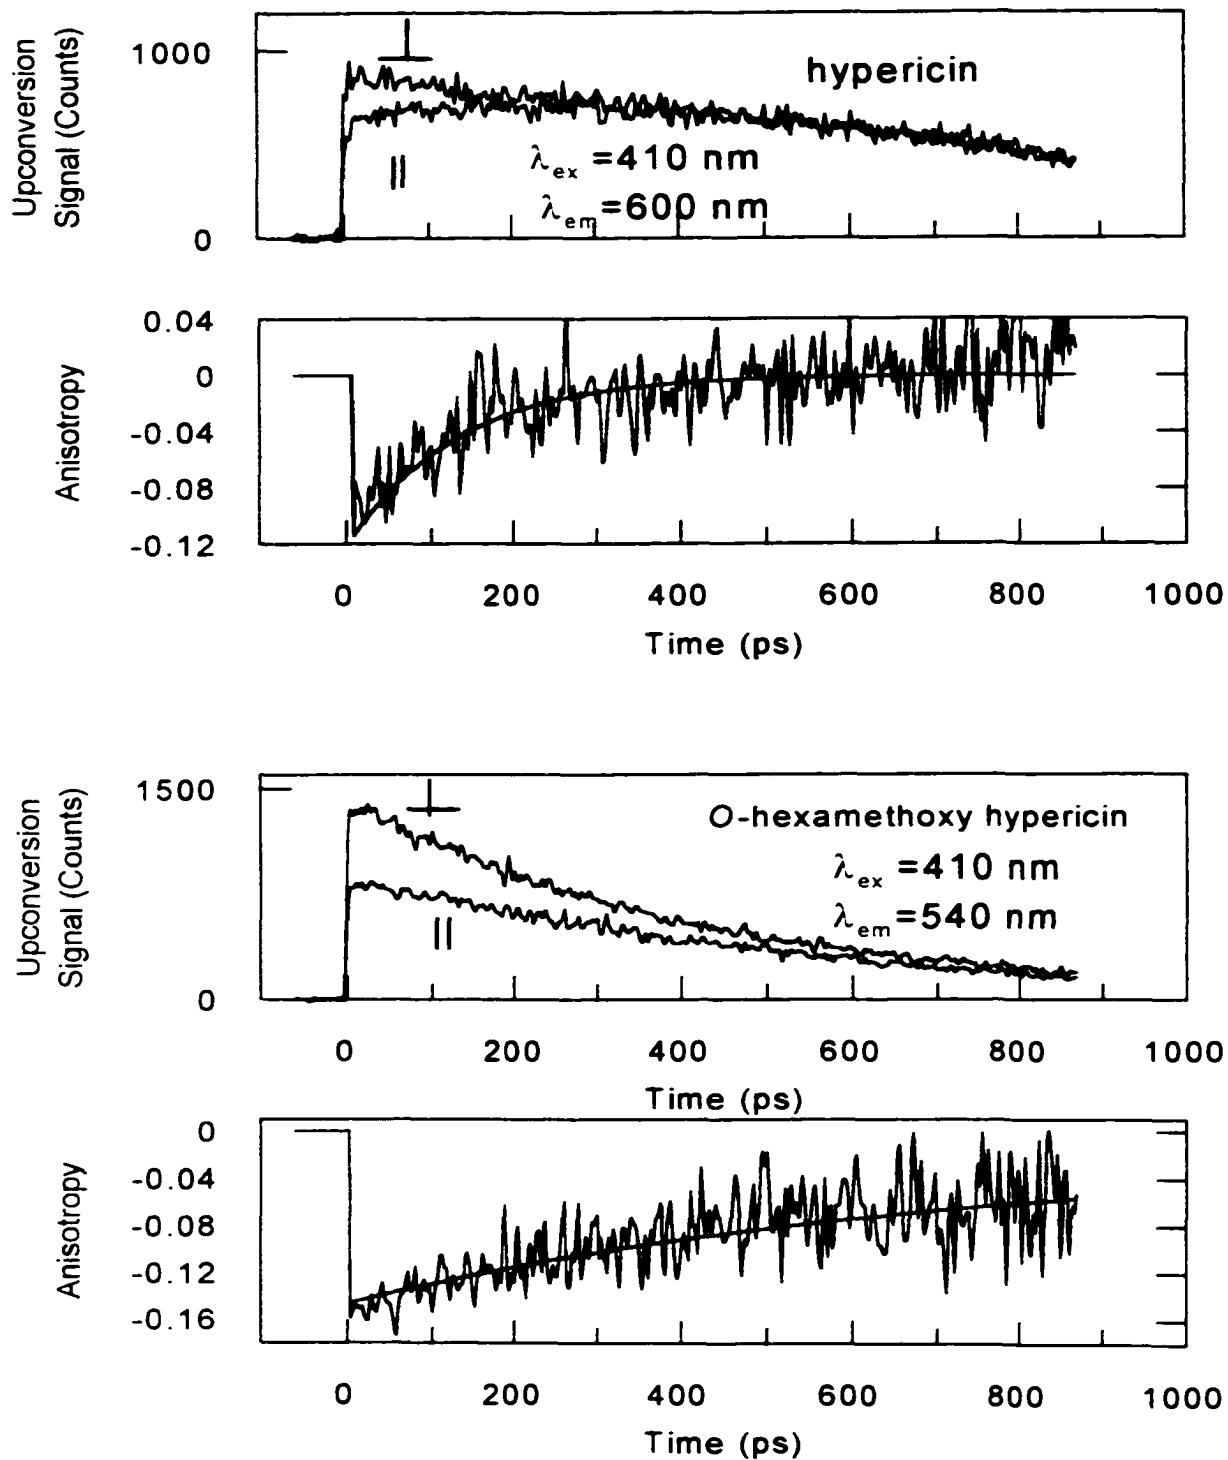 Upconversion
Signal (Counts)
1000
0
⊥
||
hypericin
λex =410 nm
λem=600 nm
Anisotropy
0.04
0
-0.04
-0.08
-0.12
0 200 400 600 800 1000
Time (ps)
Upconversion
Signal (Counts)
1500
0
⊥
||
O-hexamethoxy hypericin
λex =410 nm
λem=540 nm
0 200 400 600 800 1000
Time (ps)
Anisotropy
0
-0.04
-0.08
-0.12
-0.16
0 200 400 600 800 1000
Time (ps)